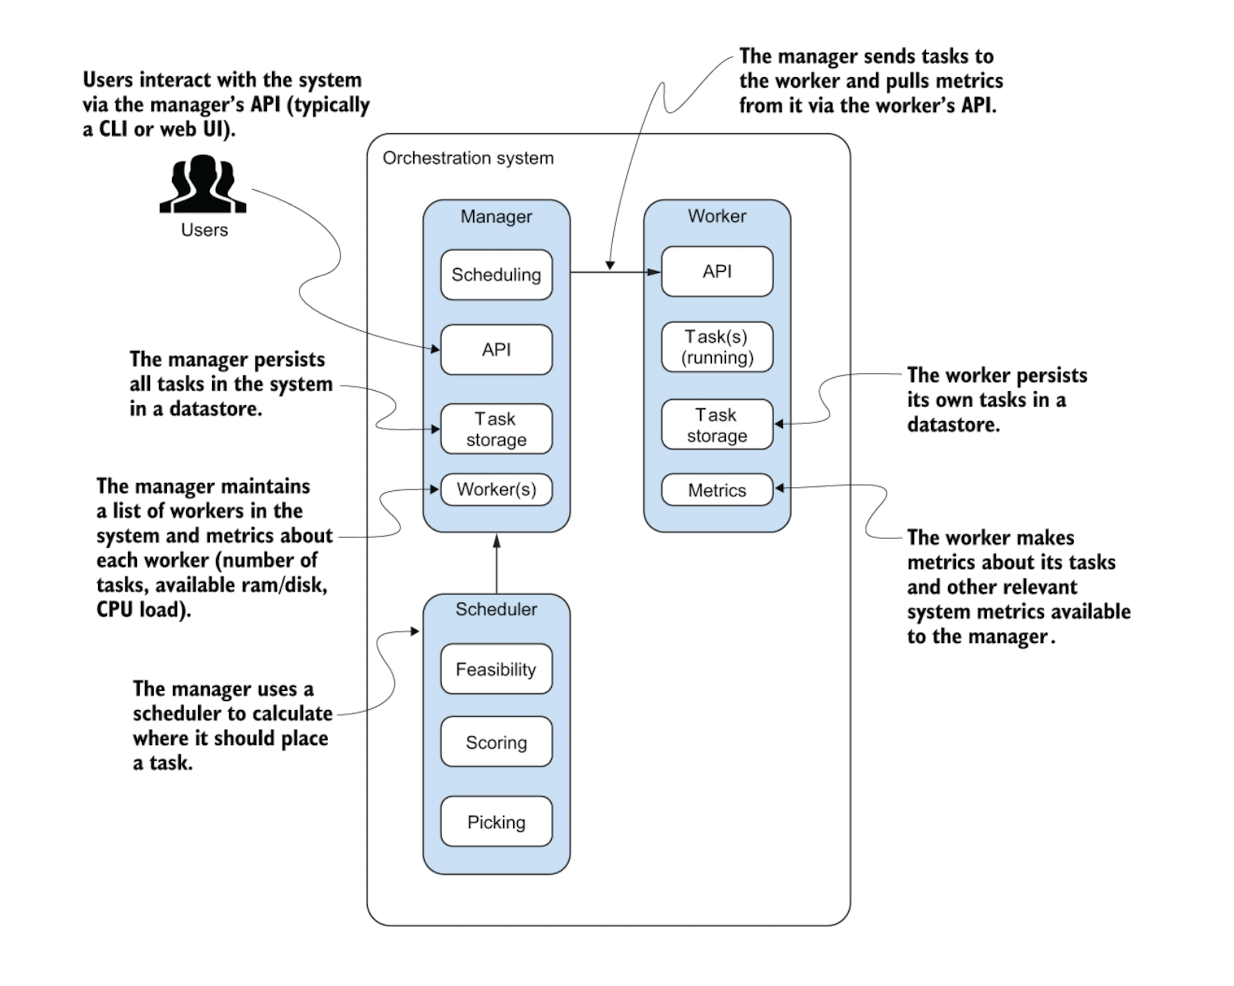 Users interact with the system
via the manager's API (typically
a CLI or web UI).
Users
The manager sends tasks to
the worker and pulls metrics
from it via the worker's API.
Orchestration system
Manager
Scheduling
API
Task
storage
Worker(s)
Worker
API
Task(s)
(running)
Task
storage
Metrics
The manager persists
all tasks in the system
in a datastore.
The manager maintains
a list of workers in the
system and metrics about
each worker (number of
tasks, available ram/disk,
CPU load).
The worker persists
its own tasks in a
datastore.
The worker makes
metrics about its tasks
and other relevant
system metrics available
to the manager.
Scheduler
Feasibility
Scoring
Picking
The manager uses a
scheduler to calculate
where it should place
a task.